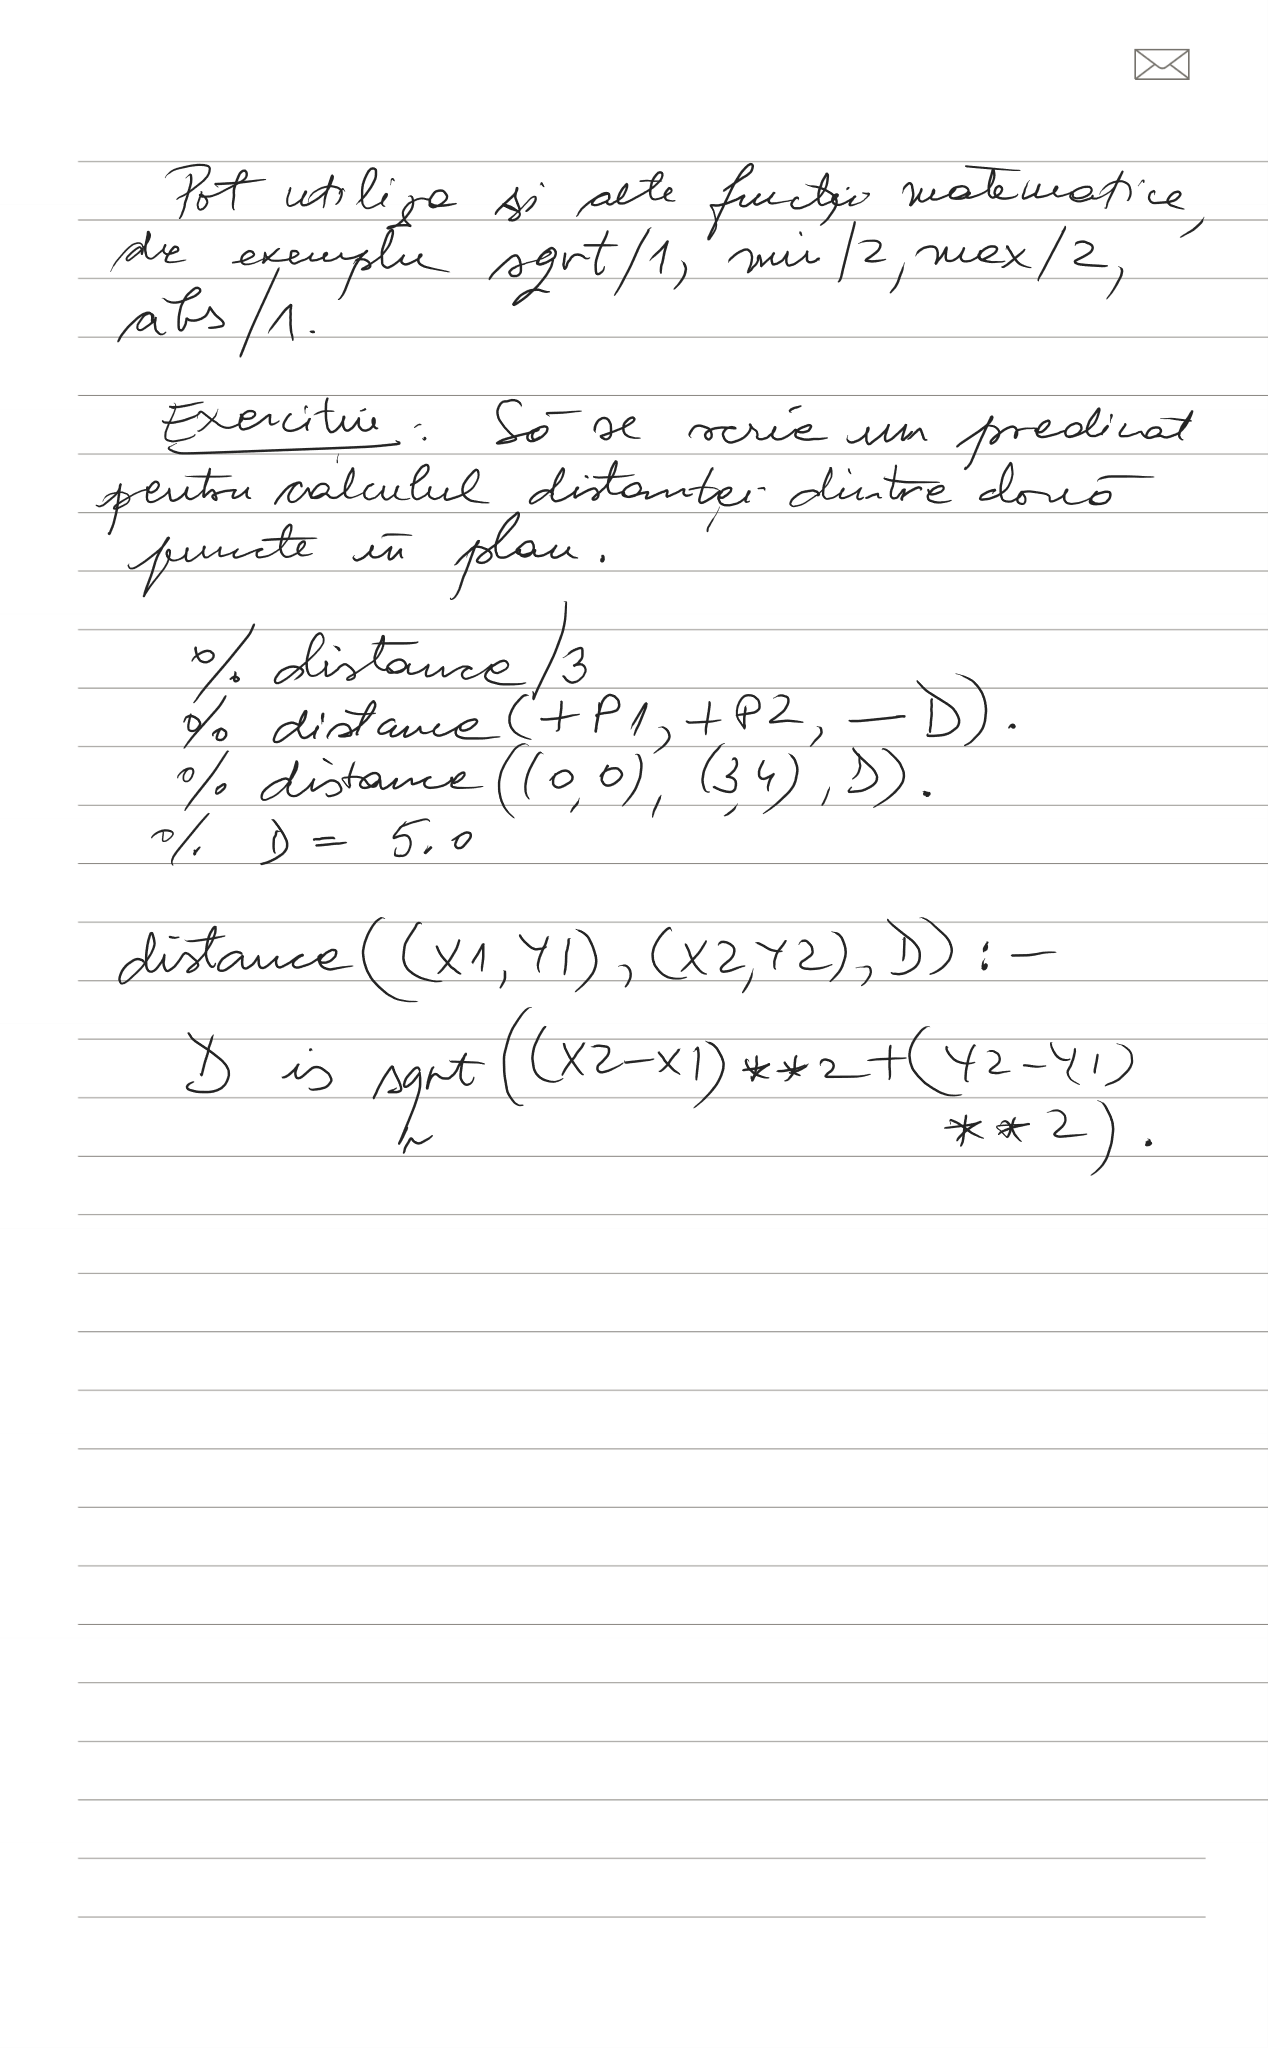 Pot utiliza și alte funcții matematice,
de exemplu sqrt/1, min/2, max/2,
abs/1.
Exercițiu: Să se scrie un predicat
pentru calculul distanței dintre două
puncte în plan.
% distance/3
% distance(+P1, +P2, -D).
% distance((0,0), (3,4), D).
% D = 5.0
distance((X1,Y1), (X2,Y2), D) :-
D is sqrt((X2-X1)**2+(Y2-Y1)
**2).